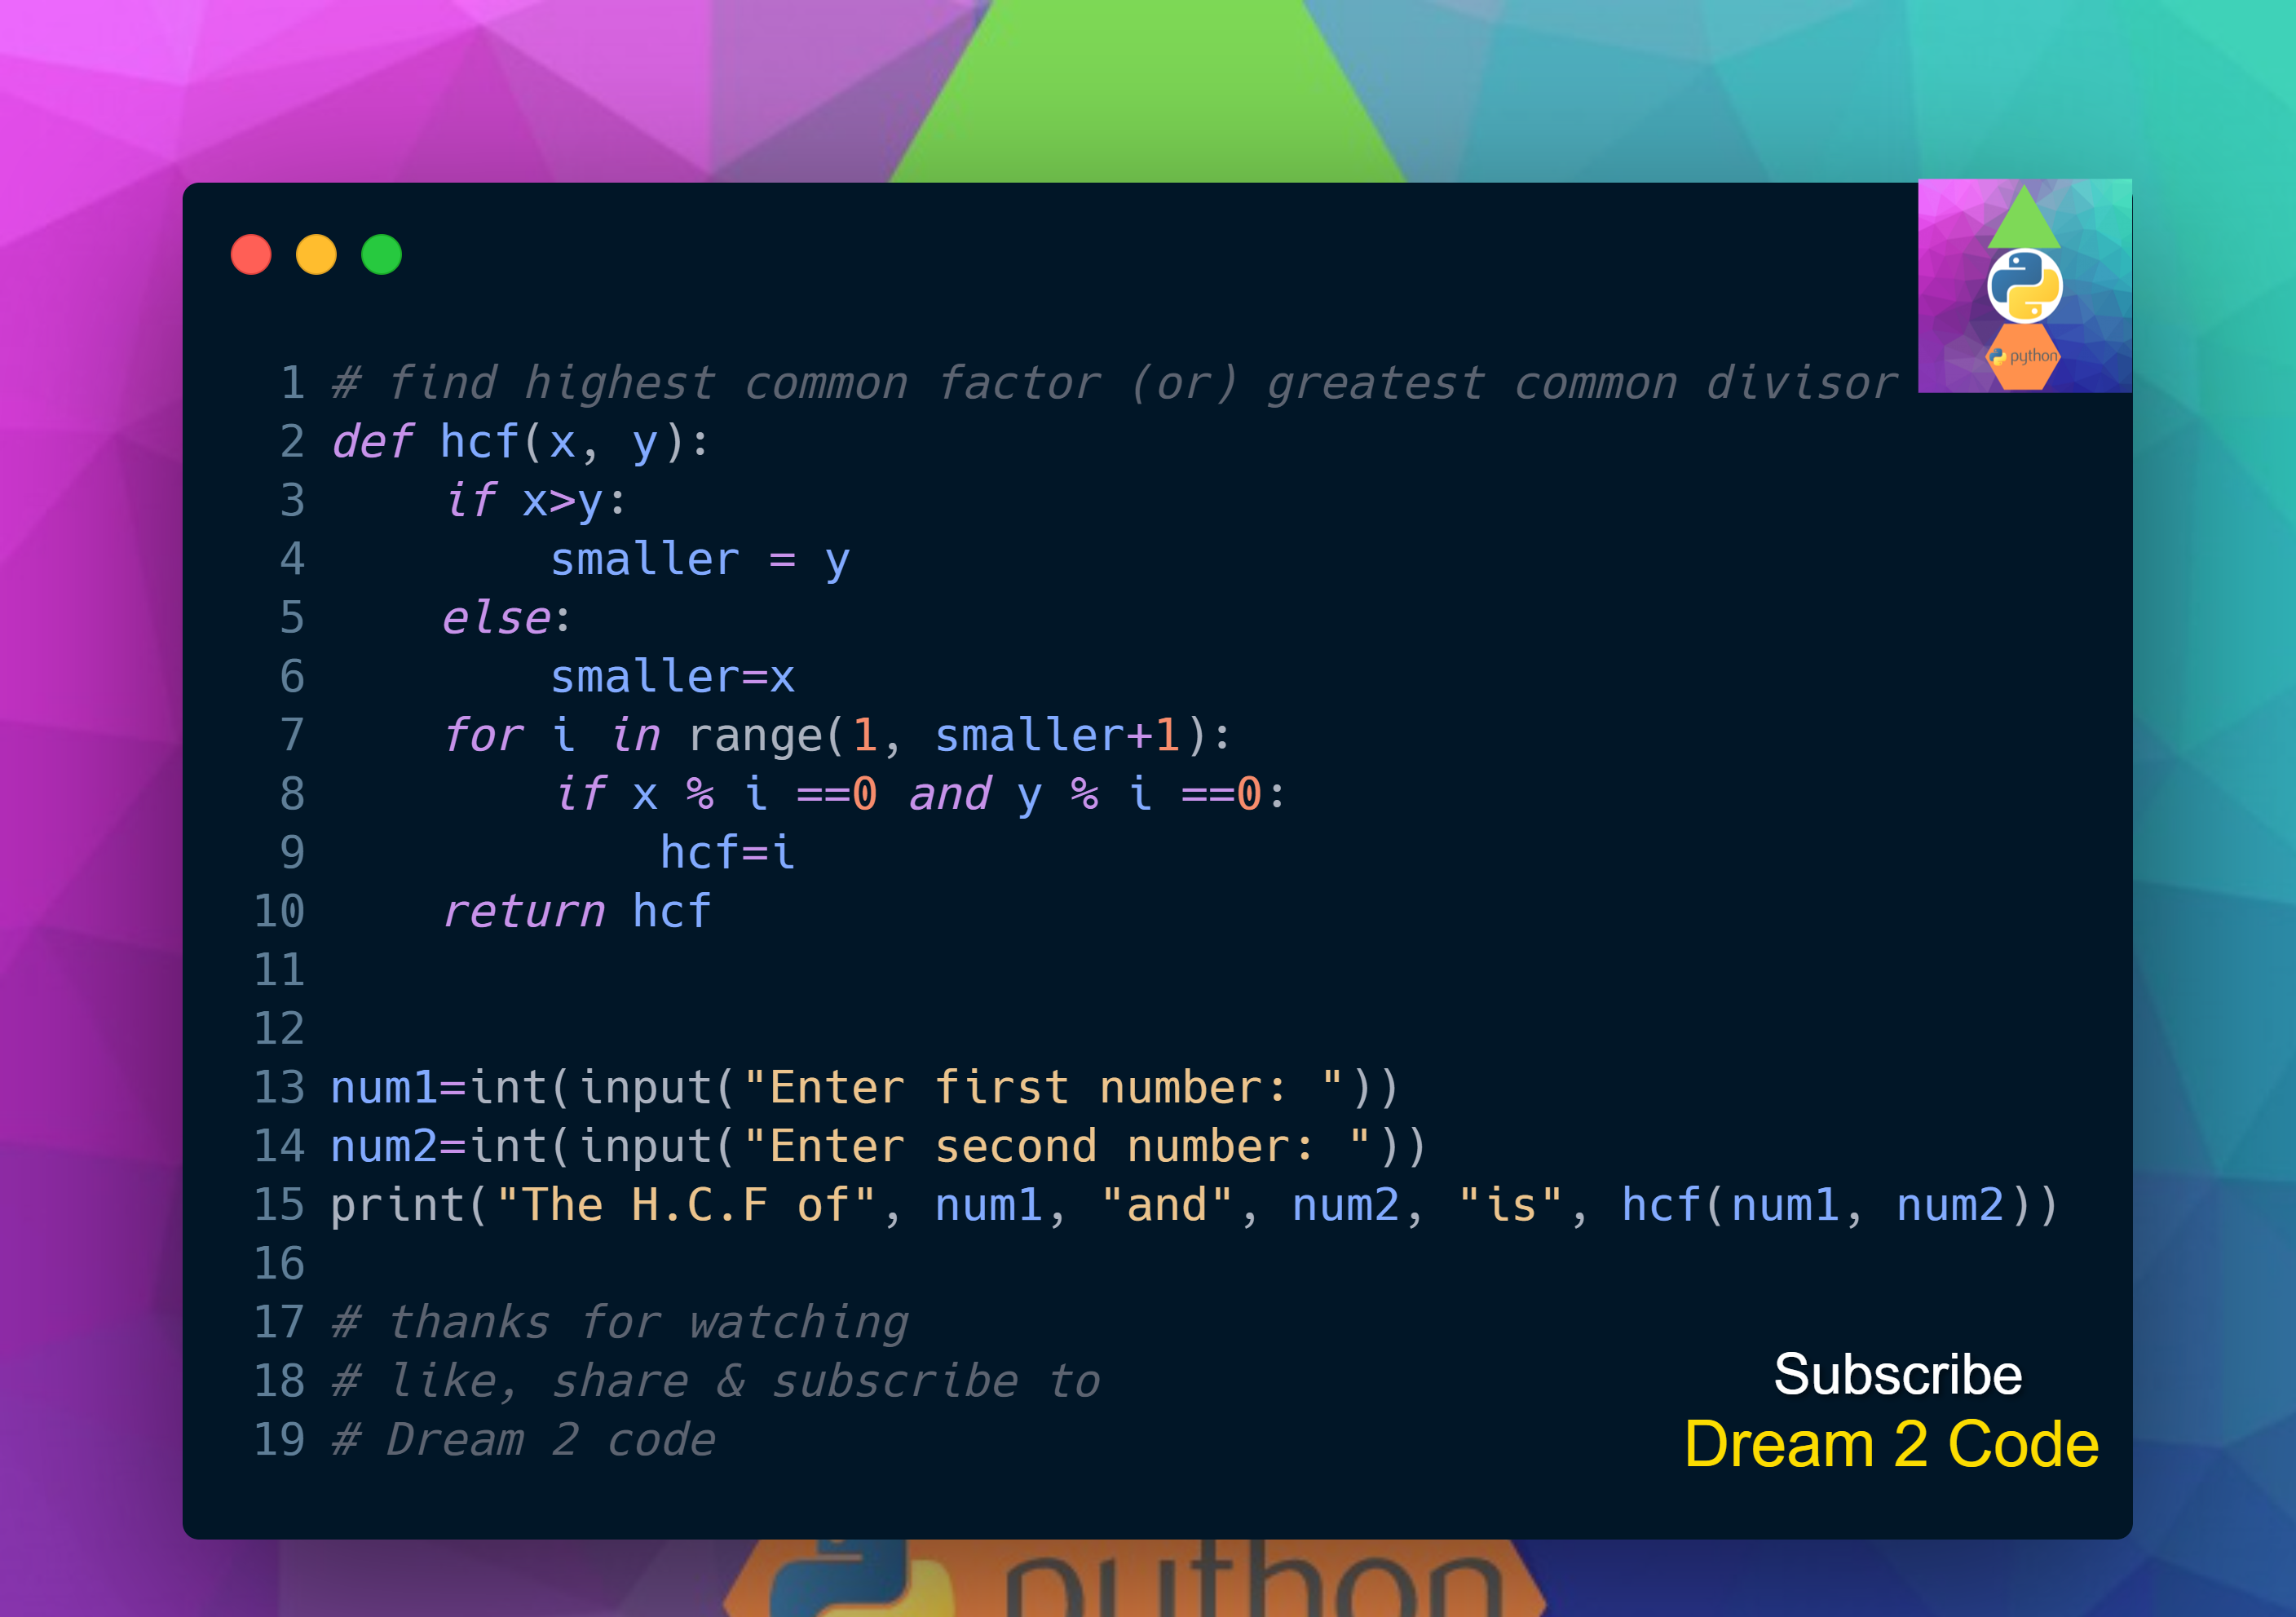 python
1 # find highest common factor (or) greatest common divisor
2 def hcf(x, y):
3     if x>y:
4         smaller = y
5     else:
6         smaller=x
7     for i in range(1, smaller+1):
8         if x % i ==0 and y % i ==0:
9             hcf=i
10     return hcf
11
12
13 num1=int(input("Enter first number: "))
14 num2=int(input("Enter second number: "))
15 print("The H.C.F of", num1, "and", num2, "is", hcf(num1, num2))
16
17 # thanks for watching
18 # like, share & subscribe to
19 # Dream 2 code
Subscribe
Dream 2 Code
python